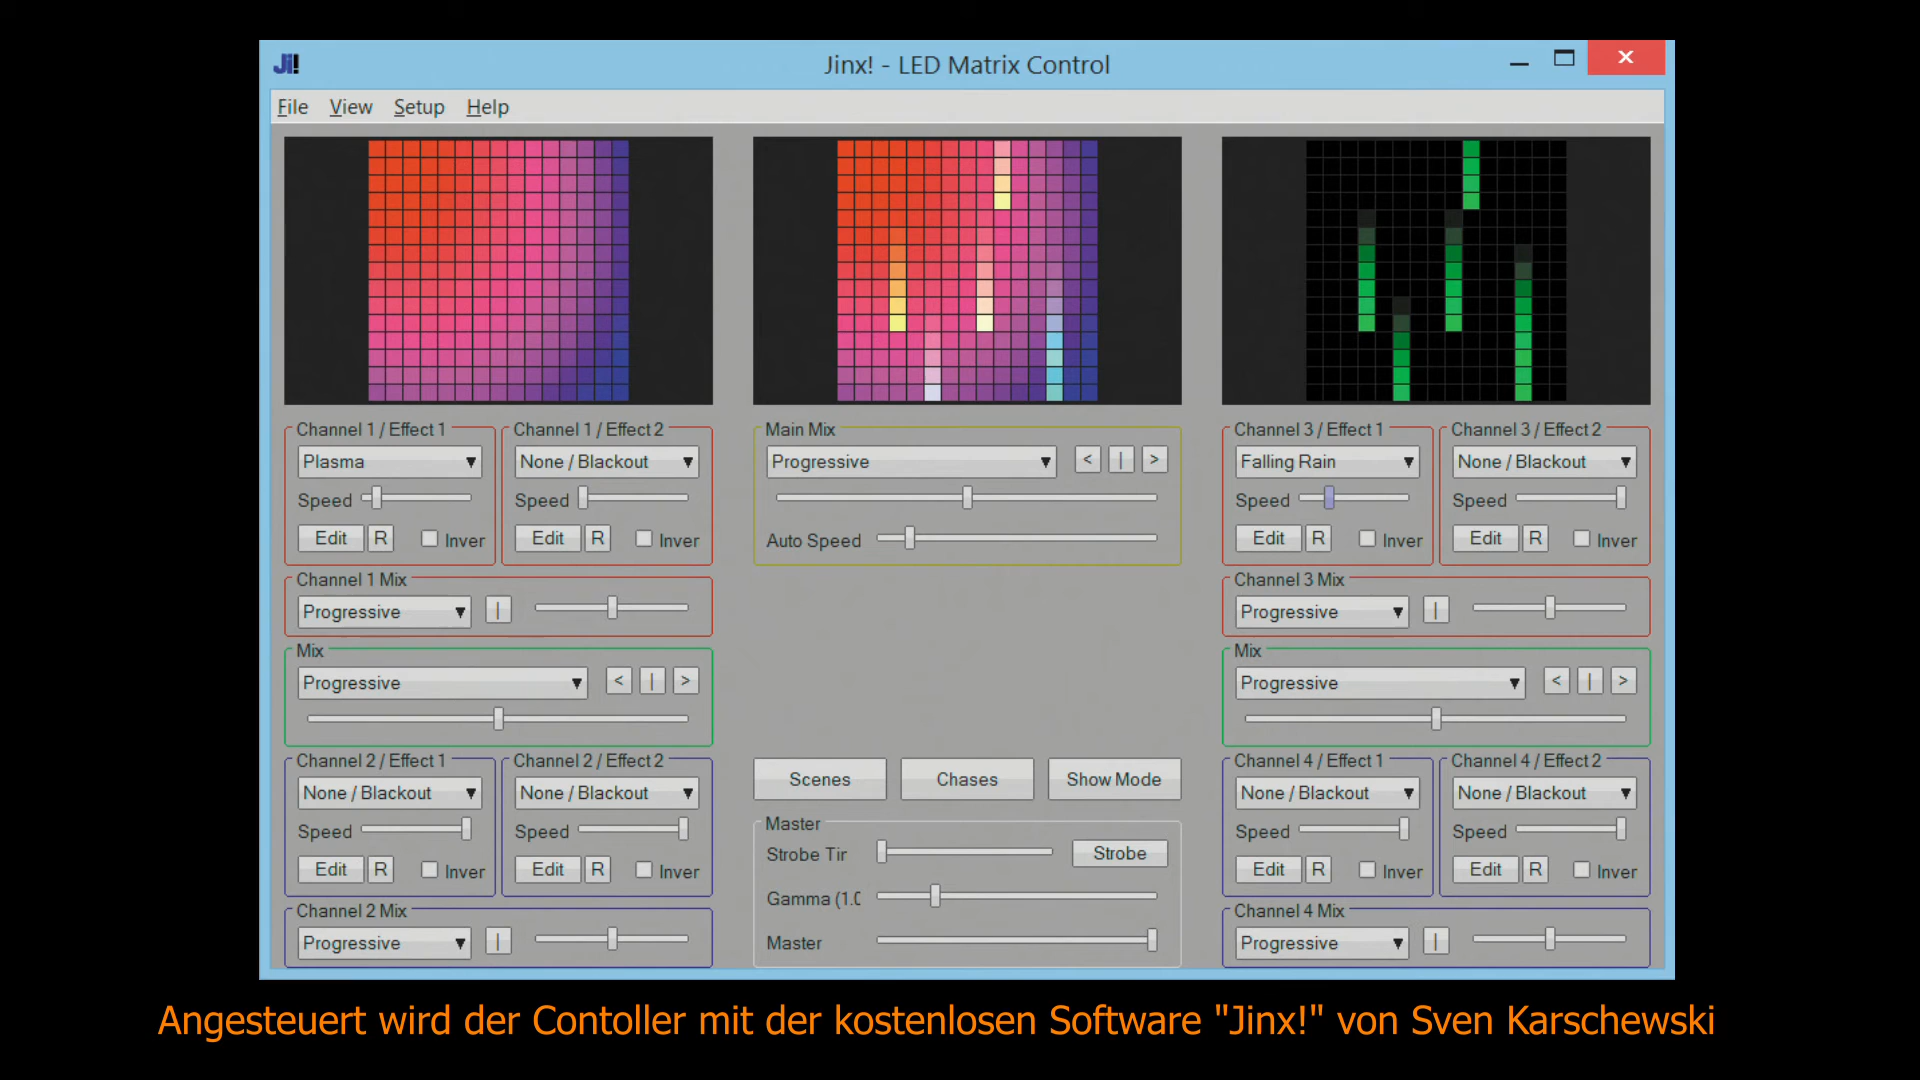 Ji!
Jinx! - LED Matrix Control
File View Setup Help
Channel 1 / Effect 1
Plasma
Speed
Edit R Inver
Channel 1 / Effect 2
None / Blackout
Speed
Edit R Inver
Channel 1 Mix
Progressive |
Mix
Progressive < | >
Channel 2 / Effect 1
None / Blackout
Speed
Edit R Inver
Channel 2 / Effect 2
None / Blackout
Speed
Edit R Inver
Channel 2 Mix
Progressive |
Main Mix
Progressive < | >
Auto Speed
Scenes Chases Show Mode
Master
Strobe Tir Strobe
Gamma (1.0
Master
Channel 3 / Effect 1
Falling Rain
Speed
Edit R Inver
Channel 3 / Effect 2
None / Blackout
Speed
Edit R Inver
Channel 3 Mix
Progressive |
Mix
Progressive < | >
Channel 4 / Effect 1
None / Blackout
Speed
Edit R Inver
Channel 4 / Effect 2
None / Blackout
Speed
Edit R Inver
Channel 4 Mix
Progressive |
Angesteuert wird der Contoller mit der kostenlosen Software "Jinx!" von Sven Karschewski